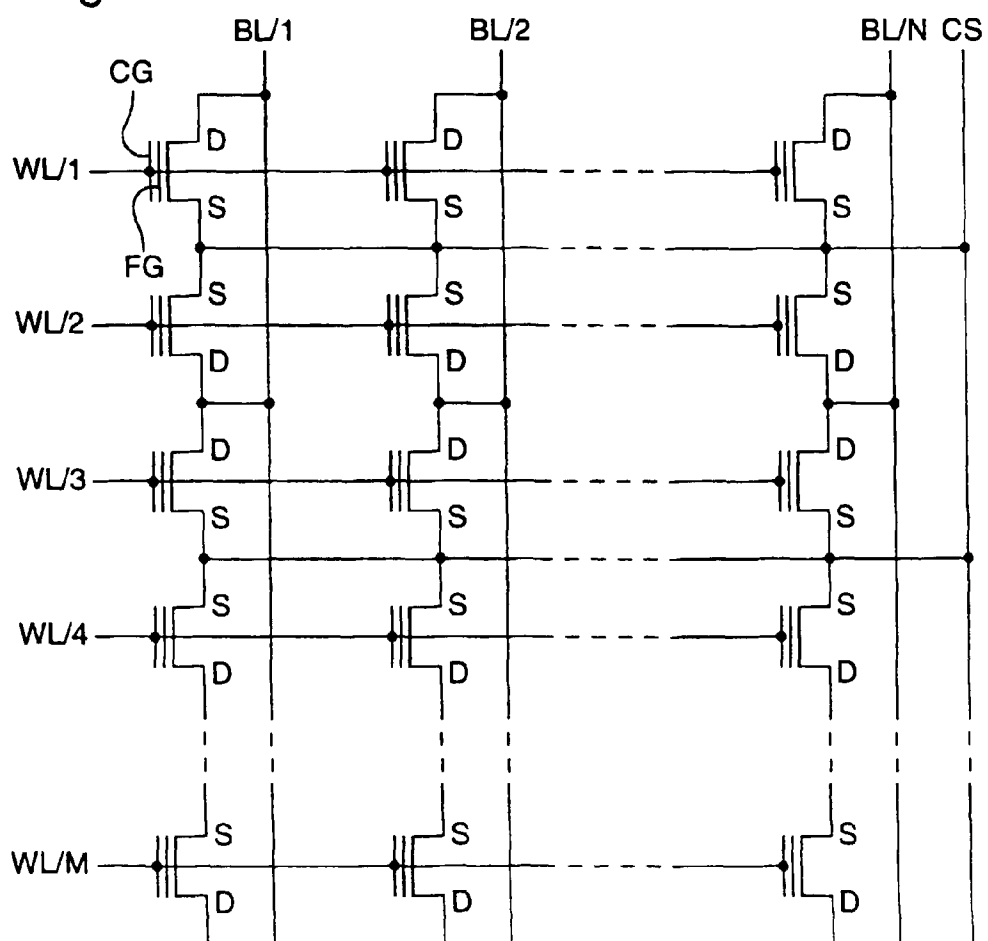 BL/1 BL/2 BL/N CS
CG
D D D
WL/1
S S S
FG
S S S
WL/2
D D D
D D D
WL/3
S S S
S S S
WL/4
D D D
S S S
WL/M
D D D